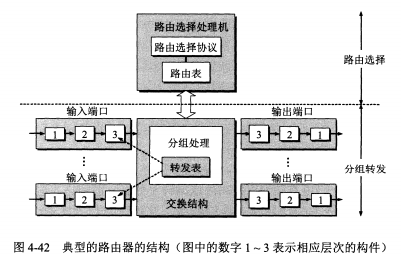 路由选择处理机
路由选择协议
路由表
路由选择
输入端口
输出端口
1 2 3
分组处理
3 2 1
转发表
分组转发
输入端口
输出端口
1 2 3
交换结构
3 2 1
图 4-42 典型的路由器的结构（图中的数字 1～3 表示相应层次的构件）